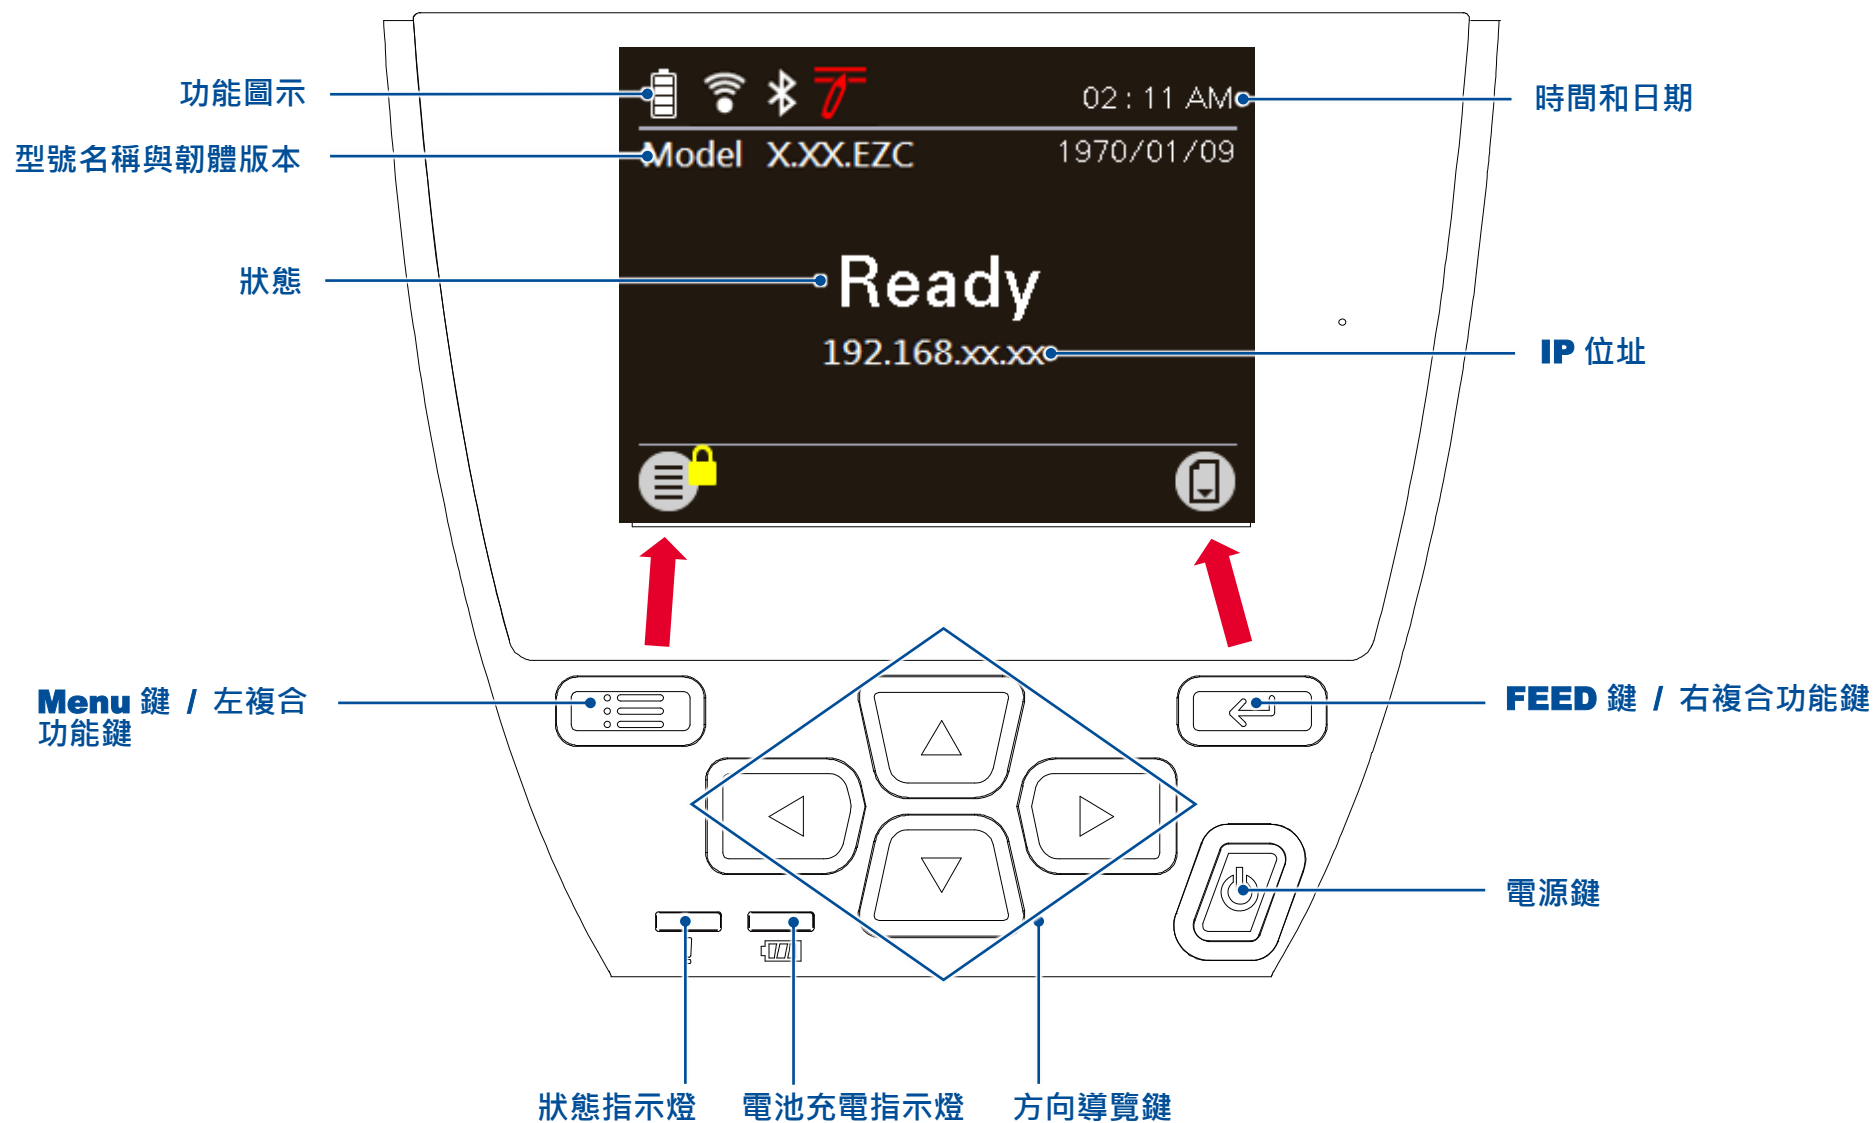 功能圖示
02 : 11 AM
時間和日期
型號名稱與韌體版本
Model X.XX.EZC
1970/01/09
狀態
Ready
192.168.xx.xx
IP 位址
Menu 鍵 / 左複合
功能鍵
FEED 鍵 / 右複合功能鍵
電源鍵
狀態指示燈
電池充電指示燈
方向導覽鍵